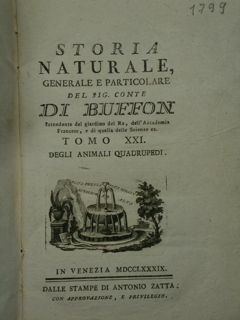 1799
STORIA
NATURALE,
GENERALE E PARTICOLARE
DEL SIG. CONTE
DI BUFFON
Intendente del giardino del Re, dell'Accademia
Francese, e di quella delle Scienze ec.
TOMO XXI.
DEGLI ANIMALI QUADRUPEDI.
IN VENEZIA MDCCLXXXIX.
DALLE STAMPE DI ANTONIO ZATTA;
CON APPROVAZIONE, E PRIVILEGIO.